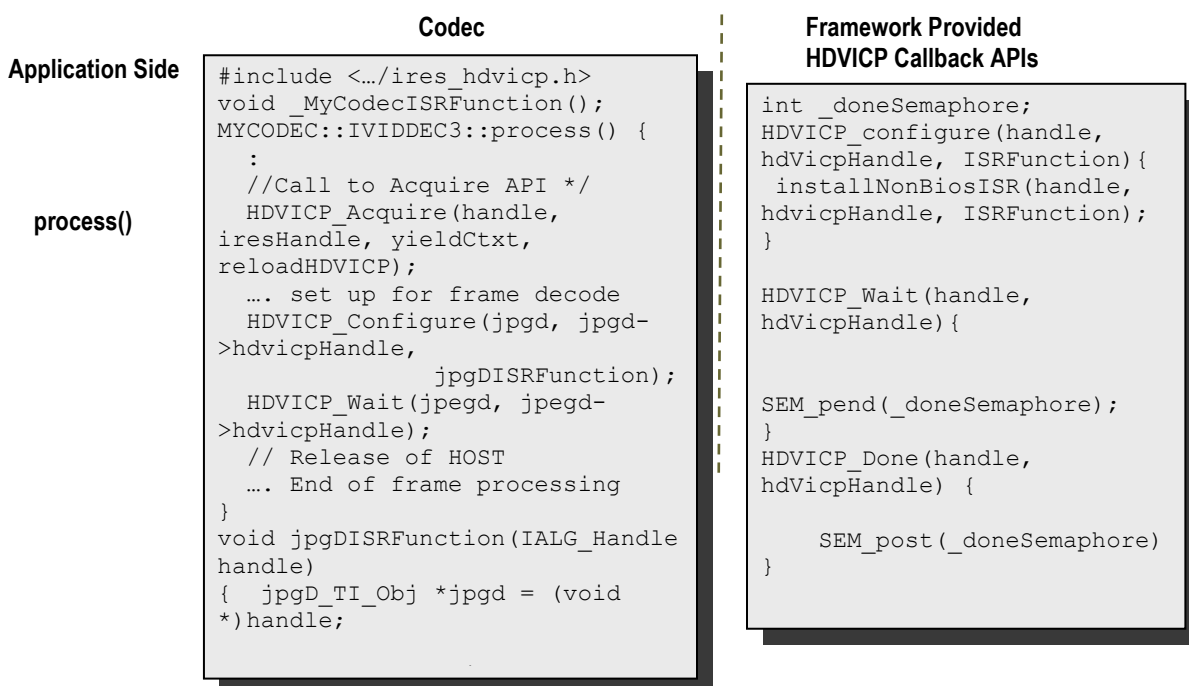 Codec
Framework Provided
HDVICP Callback APIs
Application Side
process()
#include <…/ires_hdvicp.h>
void _MyCodecISRFunction();
MYCODEC::IVIDDEC3::process() {
:
//Call to Acquire API */
HDVICP_Acquire(handle,
iresHandle, yieldCtxt,
reloadHDVICP);
…. set up for frame decode
HDVICP_Configure(jpgd, jpgd-
>hdvicpHandle,
jpgDISRFunction);
HDVICP_Wait(jpegd, jpegd-
>hdvicpHandle);
// Release of HOST
…. End of frame processing
}
void jpgDISRFunction(IALG_Handle
handle)
{ jpgD_TI_Obj *jpgd = (void
*)handle;
int _doneSemaphore;
HDVICP_configure(handle,
hdVicpHandle, ISRFunction){
installNonBiosISR(handle,
hdvicpHandle, ISRFunction);
}
HDVICP_Wait(handle,
hdVicpHandle){
SEM_pend(_doneSemaphore);
}
HDVICP_Done(handle,
hdVicpHandle) {
SEM_post(_doneSemaphore)
}